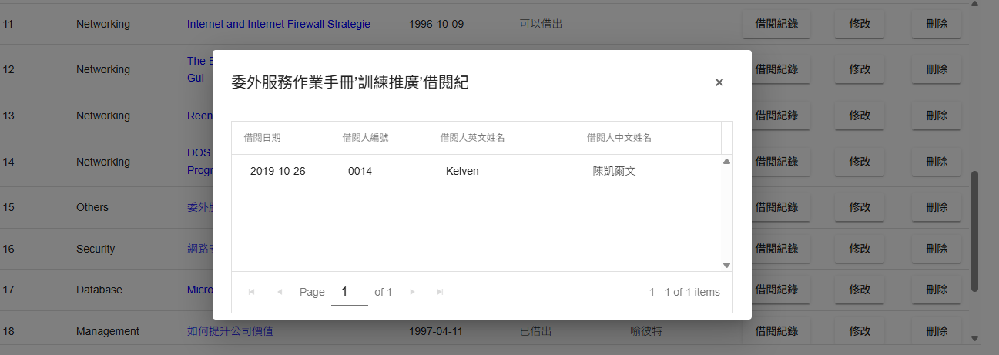 11 Networking Internet and Internet Firewall Strategie 1996-10-09 可以借出 借閱紀錄 修改 刪除
委外服務作業手冊’訓練推廣’借閱紀 ×
12 Networking The 借閱紀錄 修改 刪除
Gui
13 Networking Reen 借閱紀錄 修改 刪除
借閱日期 借閱人編號 借閱人英文姓名 借閱人中文姓名
14 Networking DOS 借閱紀錄 修改 刪除
Progr
2019-10-26 0014 Kelven 陳凱爾文
15 Others 委外 借閱紀錄 修改 刪除
16 Security 網路 借閱紀錄 修改 刪除
17 Database Micro 借閱紀錄 修改 刪除
Page 1 of 1 1 - 1 of 1 items
18 Management 如何提升公司價值 1997-04-11 已借出 喻彼特 借閱紀錄 修改 刪除